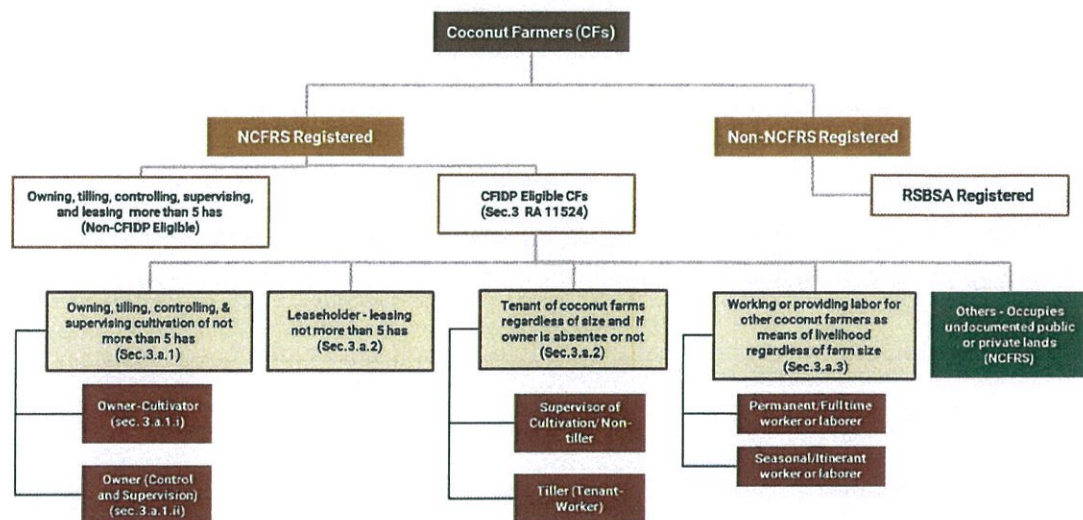 Coconut Farmers (CFs)
NCFRS Registered
Non-NCFRS Registered
Owning, tilling, controlling, supervising,
and leasing more than 5 has
(Non-CFIDP Eligible)
CFIDP Eligible CFs
(Sec.3 RA 11524)
RSBSA Registered
Owning, tilling, controlling, &
supervising cultivation of not
more than 5 has
(Sec.3.a.1)
Leaseholder - leasing
not more than 5 has
(Sec.3.a.2)
Tenant of coconut farms
regardless of size and if
owner is absentee or not
(Sec.3.a.2)
Working or providing labor for
other coconut farmers as
means of livelihood
regardless of farm size
(Sec.3.a.3)
Others - Occupies
undocumented public
or private lands
(NCFRS)
Owner-Cultivator
(sec. 3.a.1.i)
Owner (Control
and Supervision)
(sec.3.a.1.ii)
Supervisor of
Cultivation/ Non-
tiller
Tiller (Tenant-
Worker)
Permanent/Full time
worker or laborer
Seasonal/Itinerant
worker or laborer